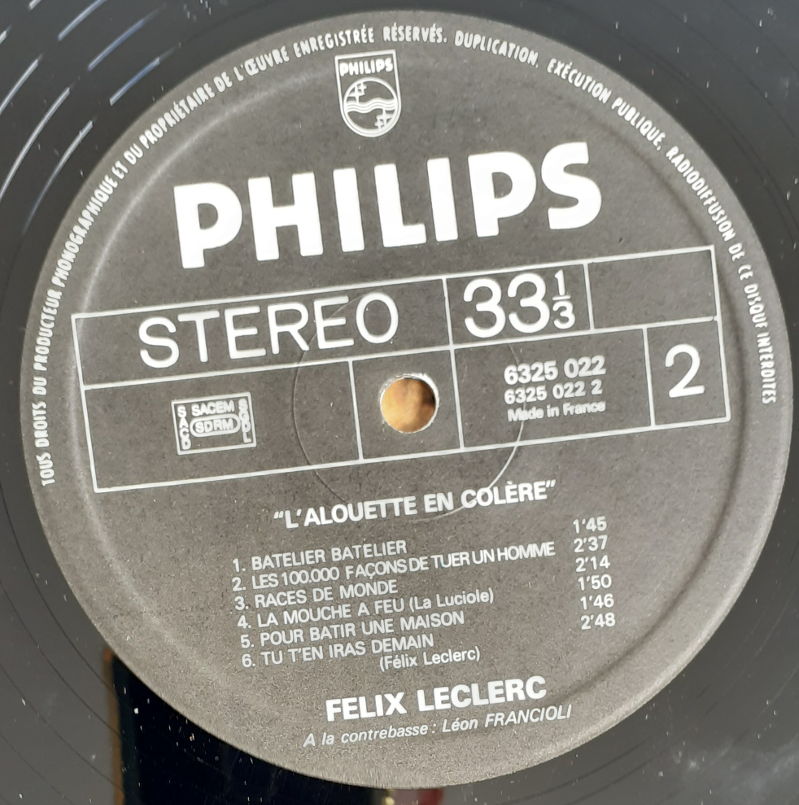 TOUS DROITS DU PRODUCTEUR PHONOGRAPHIQUE ET DU PROPRIÉTAIRE DE L'ŒUVRE ENREGISTRÉE RÉSERVÉS. DUPLICATION, EXÉCUTION PUBLIQUE, RADIODIFFUSION DE CE DISQUE INTERDITES
PHILIPS
PHILIPS
STEREO 33 1/3
SACEM
SACD SDRM SGDL
6325 022
6325 022 2
Made in France
2
"L'ALOUETTE EN COLÈRE"
1. BATELIER BATELIER 1'45
2. LES 100.000 FAÇONS DE TUER UN HOMME 2'37
3. RACES DE MONDE 2'14
4. LA MOUCHE A FEU (La Luciole) 1'50
5. POUR BATIR UNE MAISON 1'46
6. TU T'EN IRAS DEMAIN 2'48
(Félix Leclerc)
FELIX LECLERC
A la contrebasse : Léon FRANCIOLI